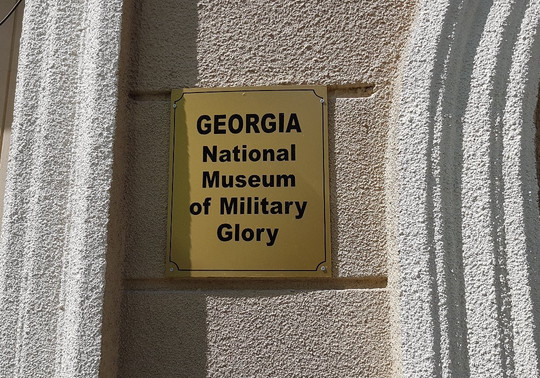 GEORGIA
National
Museum
of Military
Glory